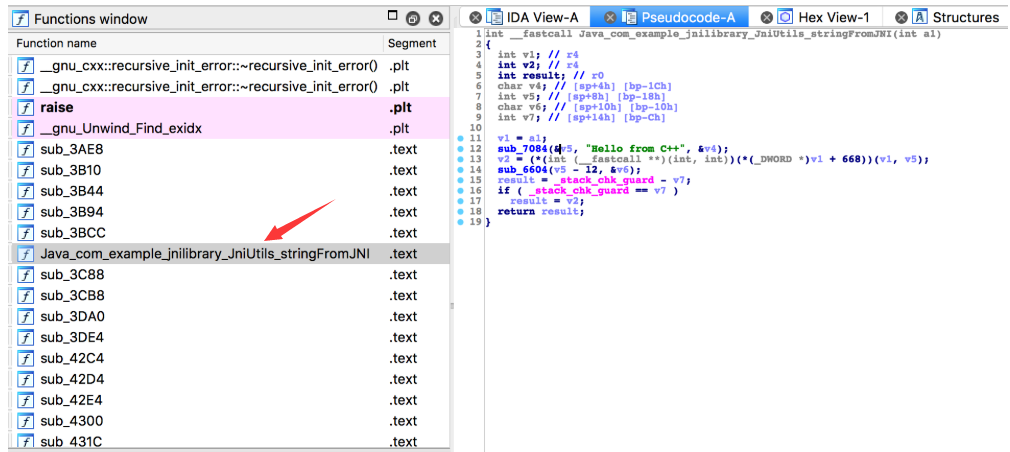 Functions window
Function name Segment
__gnu_cxx::recursive_init_error::~recursive_init_error() .plt
__gnu_cxx::recursive_init_error::~recursive_init_error() .plt
raise .plt
__gnu_Unwind_Find_exidx .plt
sub_3AE8 .text
sub_3B10 .text
sub_3B44 .text
sub_3B94 .text
sub_3BCC .text
Java_com_example_jnilibrary_JniUtils_stringFromJNI .text
sub_3C88 .text
sub_3CB8 .text
sub_3DA0 .text
sub_3DE4 .text
sub_42C4 .text
sub_42D4 .text
sub_42E4 .text
sub_4300 .text
sub_431C .text
IDA View-A Pseudocode-A Hex View-1 Structures
1 int __fastcall Java_com_example_jnilibrary_JniUtils_stringFromJNI(int a1)
2 {
3 int v1; // r4
4 int v2; // r4
5 int result; // r0
6 char v4; // [sp+4h] [bp-1Ch]
7 int v5; // [sp+8h] [bp-18h]
8 char v6; // [sp+10h] [bp-10h]
9 int v7; // [sp+14h] [bp-Ch]
10
11 v1 = a1;
12 sub_7084(&v5, "Hello from C++", &v4);
13 v2 = (*(int (__fastcall **)(int, int))(*(_DWORD *)v1 + 668))(v1, v5);
14 sub_6604(v5 - 12, &v6);
15 result = _stack_chk_guard - v7;
16 if ( _stack_chk_guard == v7 )
17 result = v2;
18 return result;
19 }